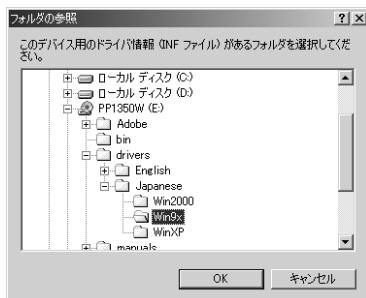 フォルダの参照
このデバイス用のドライバ情報 (INF ファイル) があるフォルダを選択してくだ
さい。
ローカル ディスク (C:)
ローカル ディスク (D:)
PP1350W (E:)
Adobe
bin
drivers
English
Japanese
Win2000
Win9x
WinXP
manuals
OK
キャンセル